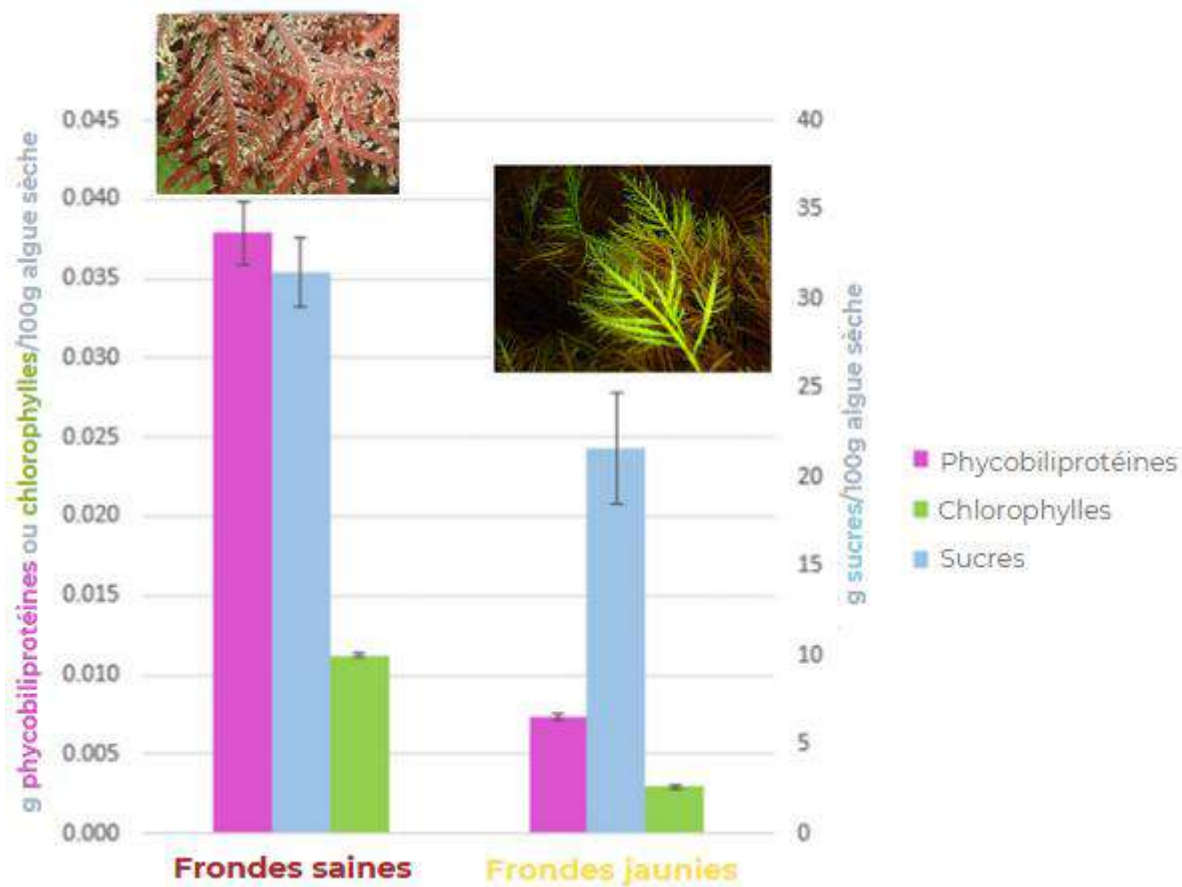 g phycobiliprotéines ou chlorophylles/100g algue sèche
0.045
0.040
0.035
0.030
0.025
0.020
0.015
0.010
0.005
0.000
40
35
30
25
20
15
10
5
0
g sucres/100g algue sèche
Phycobiliprotéines
Chlorophylles
Sucres
Frondes saines
Frondes jaunies